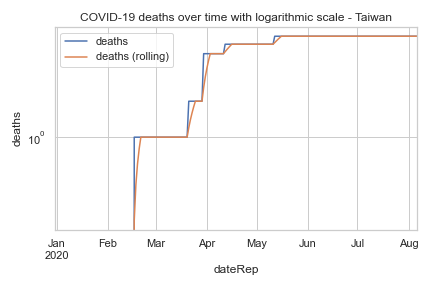 COVID-19 deaths over time with logarithmic scale - Taiwan
deaths
deaths (rolling)
deaths
10⁰
Jan Feb Mar Apr May Jun Jul Aug
2020
dateRep